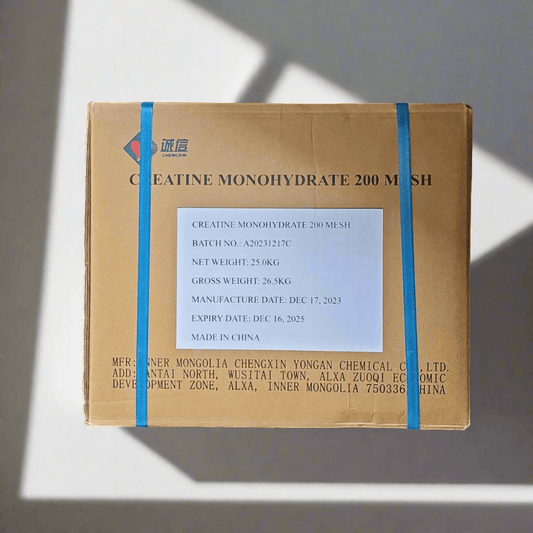 诚信
CHENGXIN
CREATINE MONOHYDRATE 200 MESH
CREATINE MONOHYDRATE 200 MESH
BATCH NO.: A20231217C
NET WEIGHT: 25.0KG
GROSS WEIGHT: 26.5KG
MANUFACTURE DATE: DEC 17, 2023
EXPIRY DATE: DEC 16, 2025
MADE IN CHINA
MFR: INNER MONGOLIA CHENGXIN YONGAN CHEMICAL CO.,LTD.
ADD: LANTAI NORTH, WUSITAI TOWN, ALXA ZUOQI ECONOMIC
DEVELOPMENT ZONE, ALXA, INNER MONGOLIA 750336 CHINA